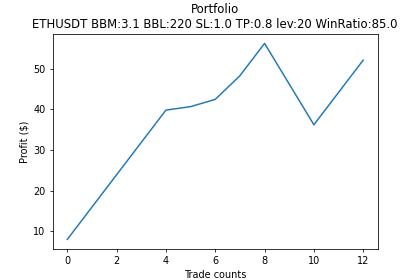 Portfolio
ETHUSDT BBM:3.1 BBL:220 SL:1.0 TP:0.8 lev:20 WinRatio:85.0
50
40
30
20
10
Profit ($)
0 2 4 6 8 10 12
Trade counts